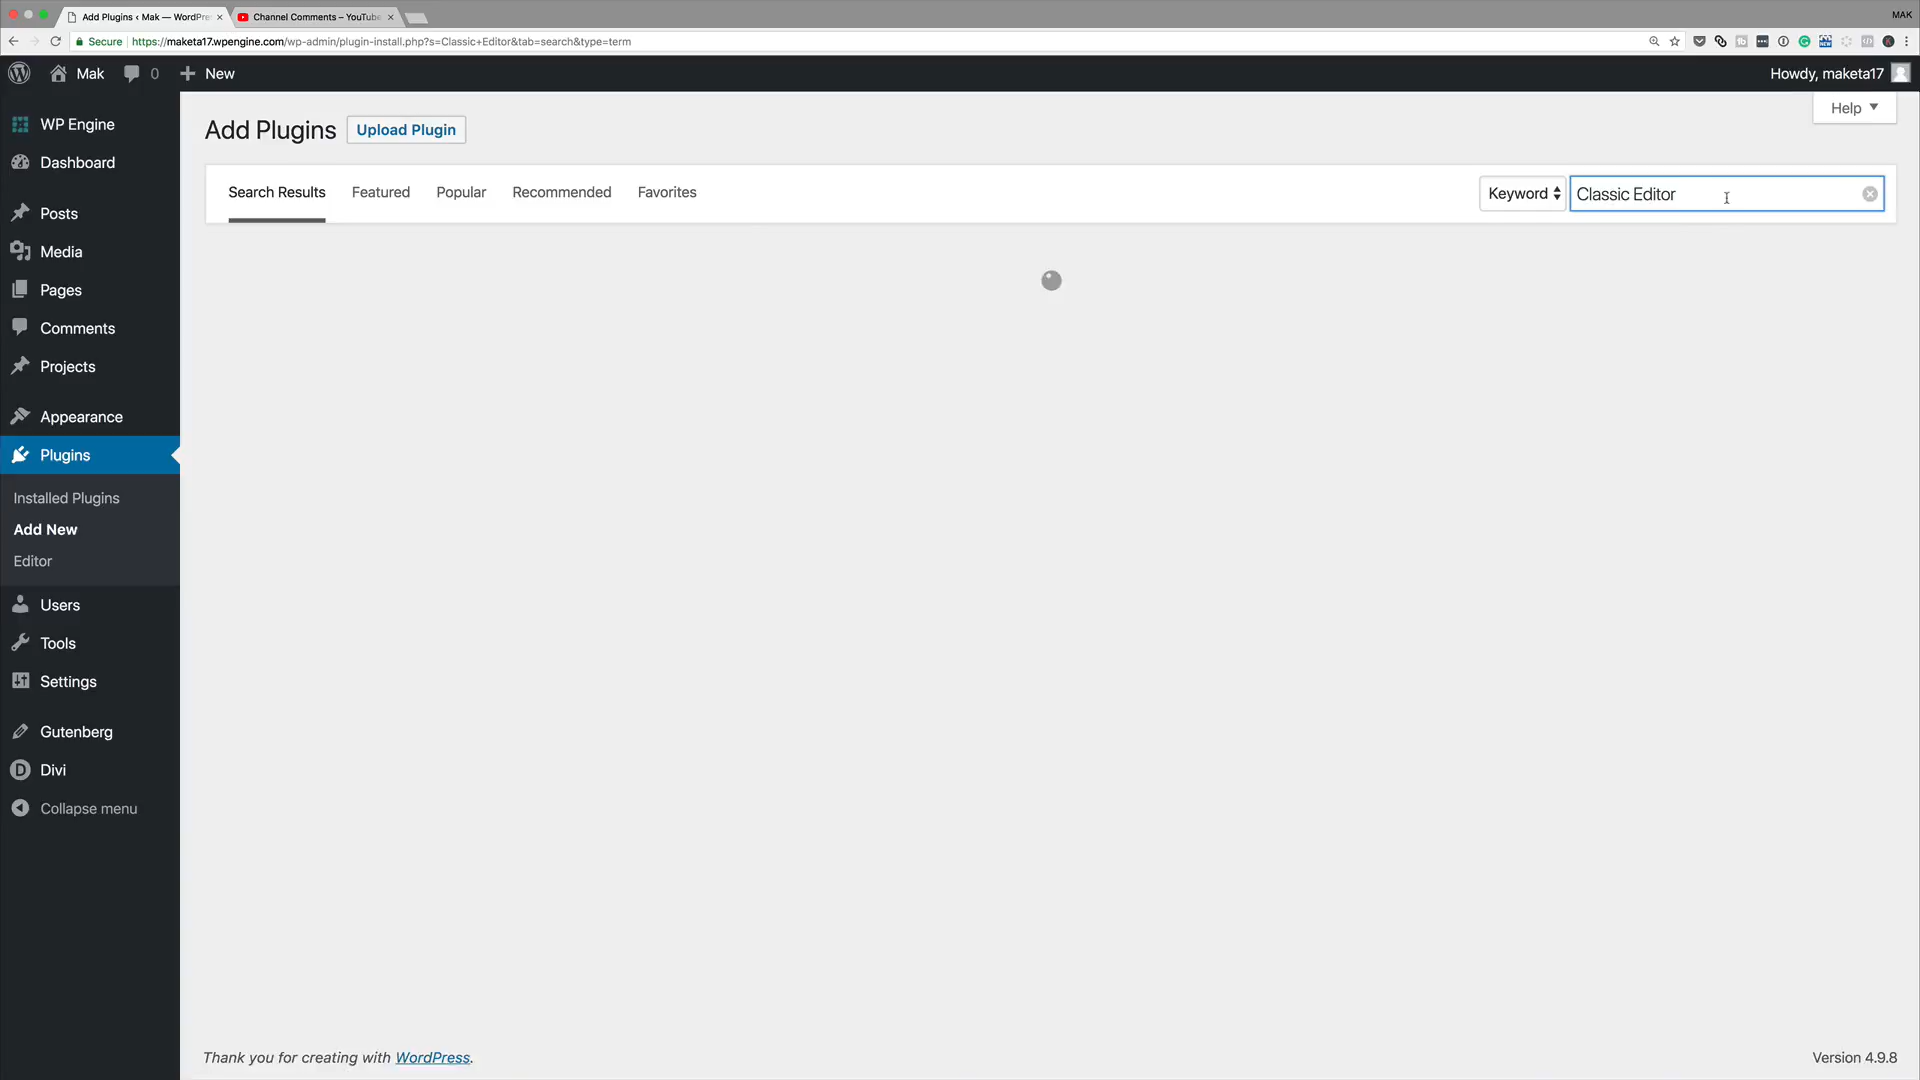 Add Plugins ‹ Mak — WordPre
Channel Comments – YouTube
MAK
Secure https://maketa17.wpengine.com/wp-admin/plugin-install.php?s=Classic+Editor&tab=search&type=term
Mak 0 New
Howdy, maketa17
Help
WP Engine
Dashboard
Posts
Media
Pages
Comments
Projects
Appearance
Plugins
Installed Plugins
Add New
Editor
Users
Tools
Settings
Gutenberg
Divi
Collapse menu
Add Plugins Upload Plugin
Search Results Featured Popular Recommended Favorites Keyword Classic Editor
Thank you for creating with WordPress.
Version 4.9.8